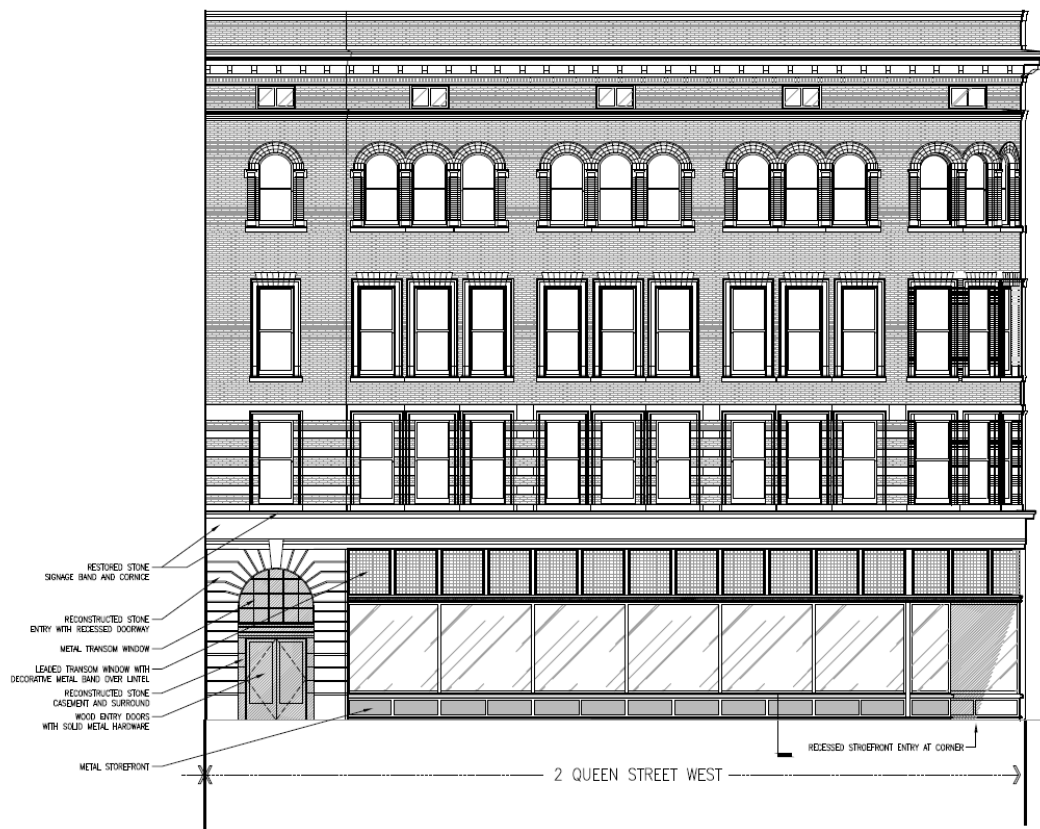 RESTORED STONE
SIGNAGE BAND AND CORNICE
RECONSTRUCTED STONE
ENTRY WITH RECESSED DOORWAY
METAL TRANSOM WINDOW
LEADED TRANSOM WINDOW WITH
DECORATIVE METAL BAND OVER LINTEL
RECONSTRUCTED STONE
CASEMENT AND SURROUND
WOOD ENTRY DOORS
WITH SOLID METAL HARDWARE
METAL STOREFRONT
RECESSED STROEFRONT ENTRY AT CORNER
2 QUEEN STREET WEST